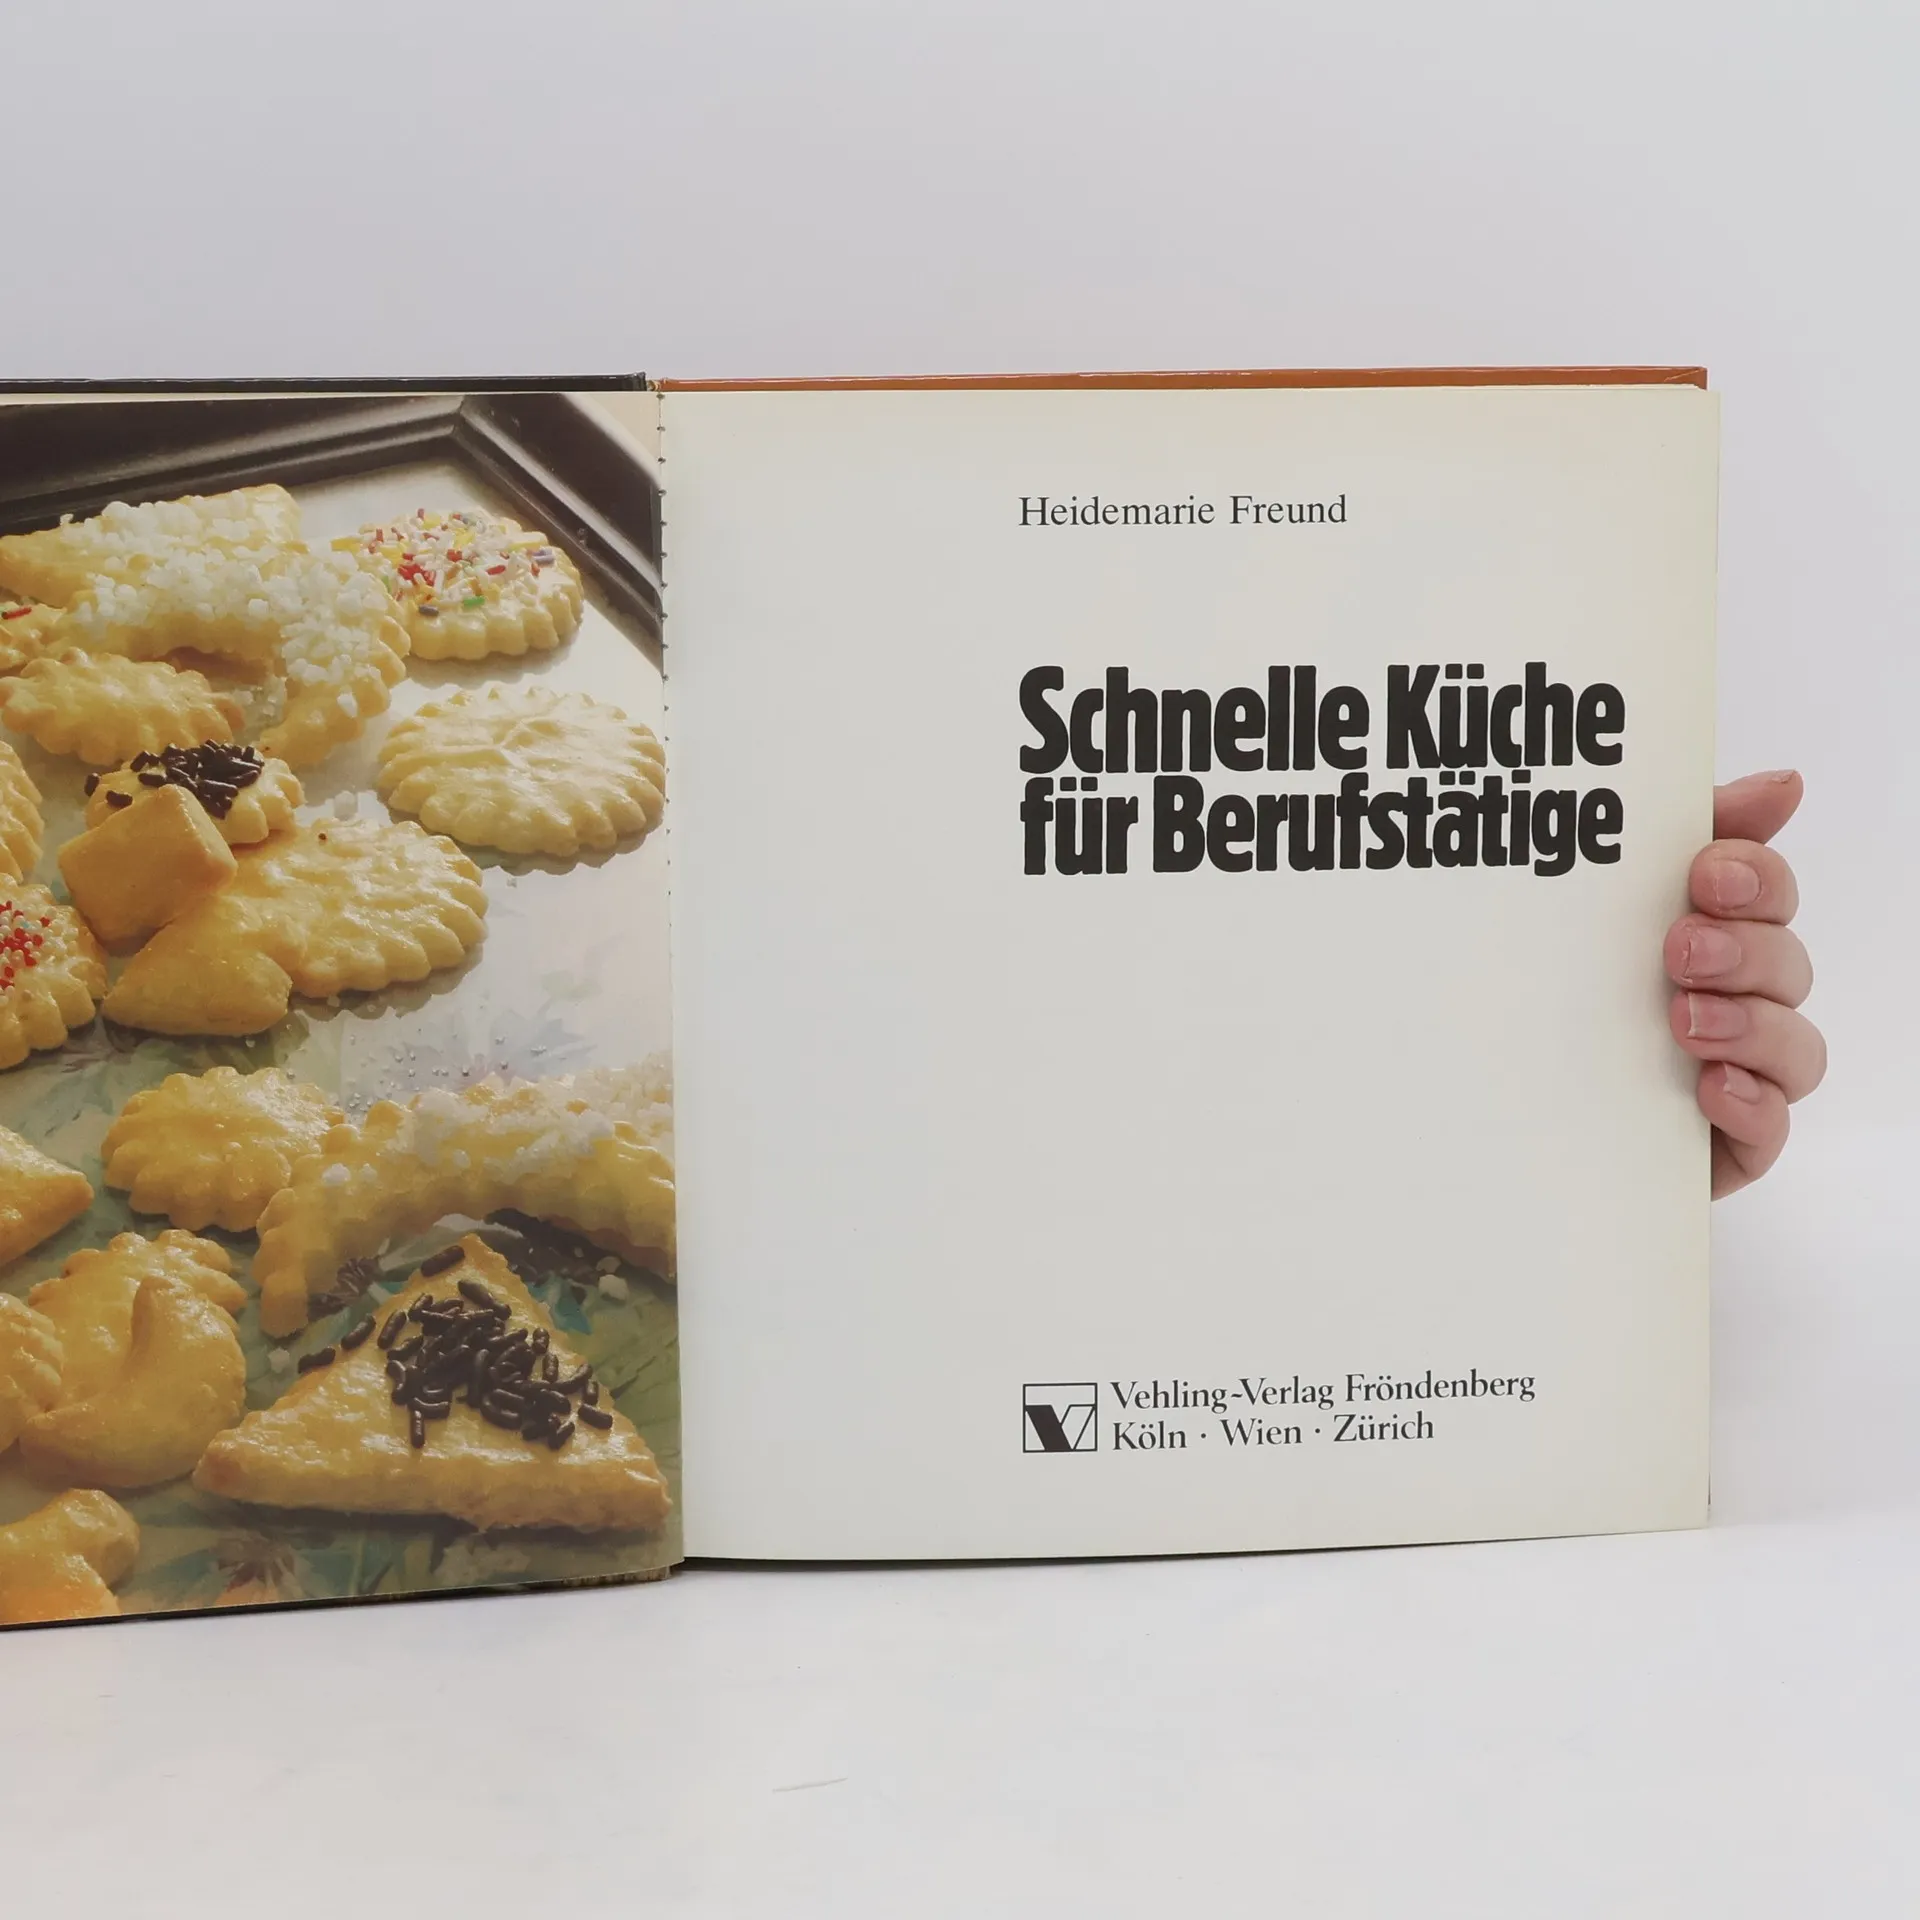 Heidemarie Freund
Schnelle Küche
für Berufstätige
Vehling-Verlag Fröndenberg
Köln · Wien · Zürich